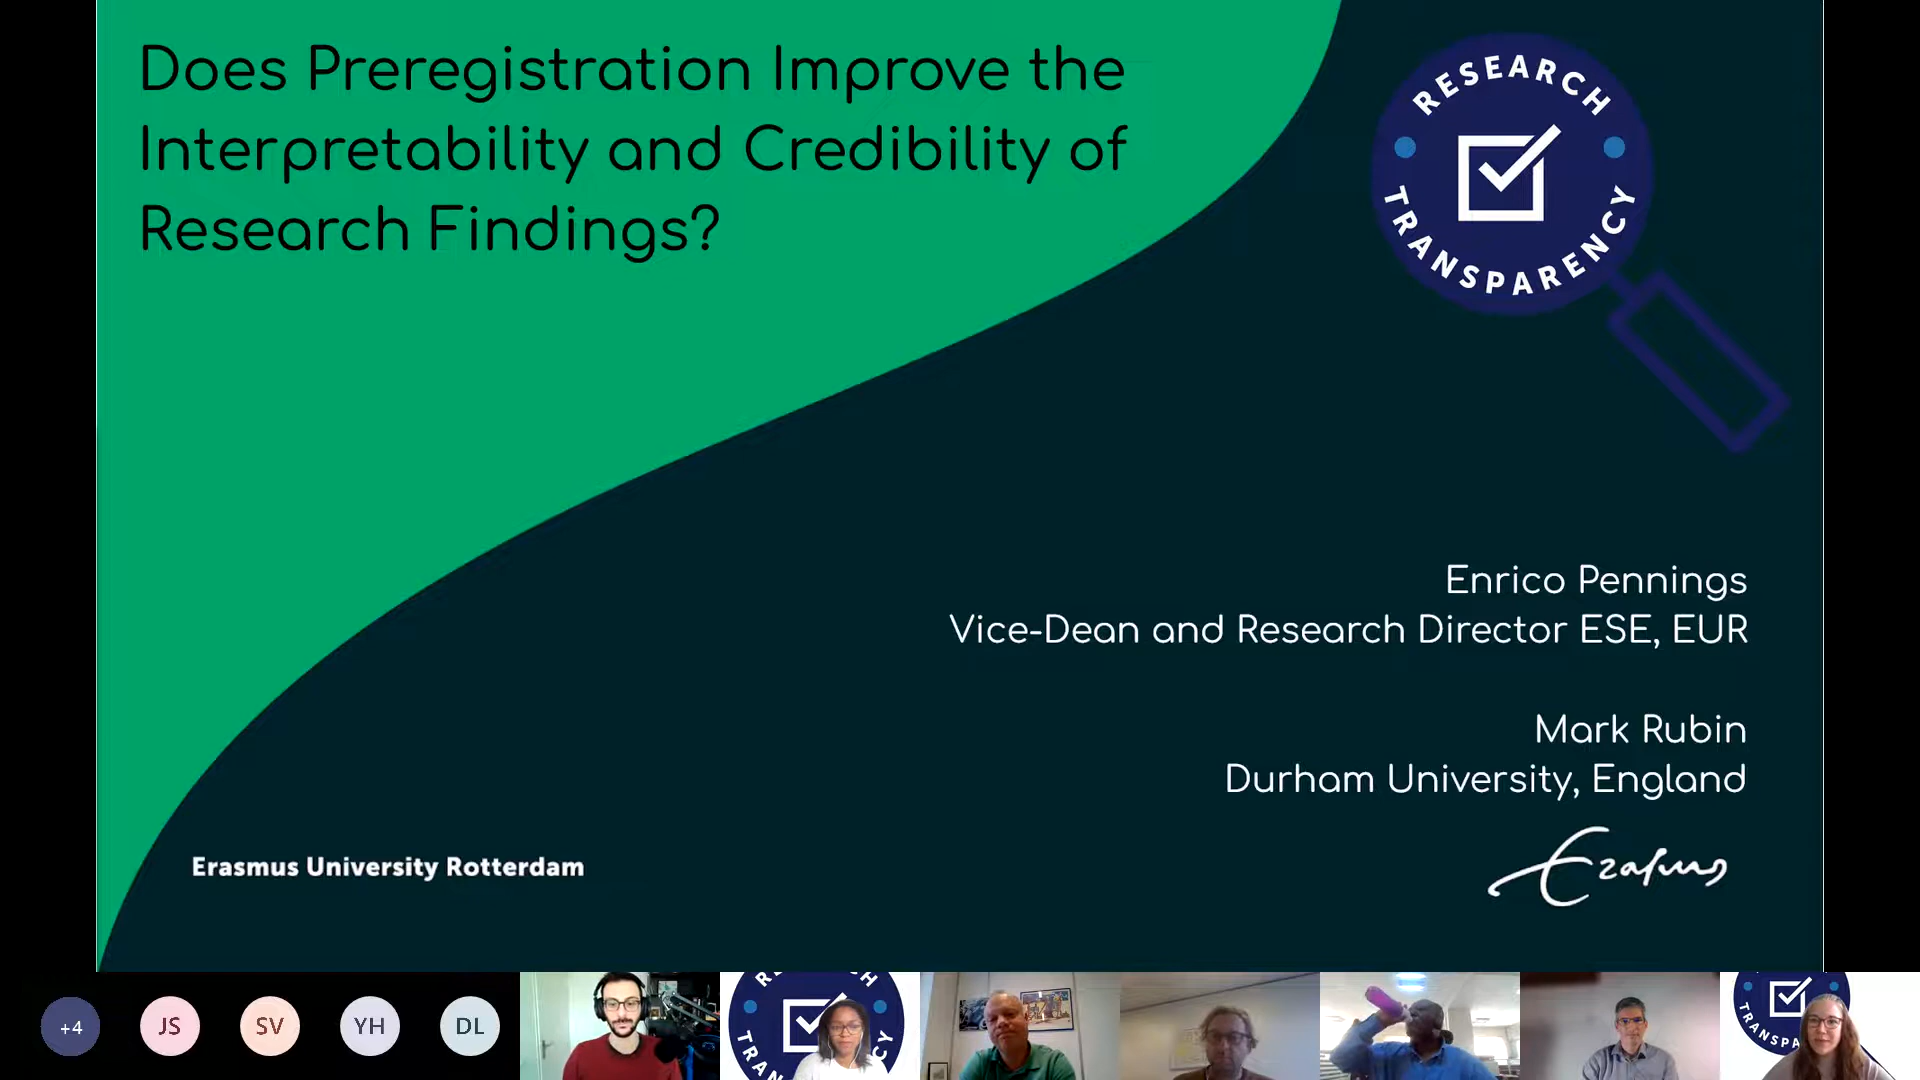 Does Preregistration Improve the
Interpretability and Credibility of
Research Findings?
RESEARCH
TRANSPARENCY
Enrico Pennings
Vice-Dean and Research Director ESE, EUR
Mark Rubin
Durham University, England
Erasmus University Rotterdam
Erasmus
+4
JS
SV
YH
DL